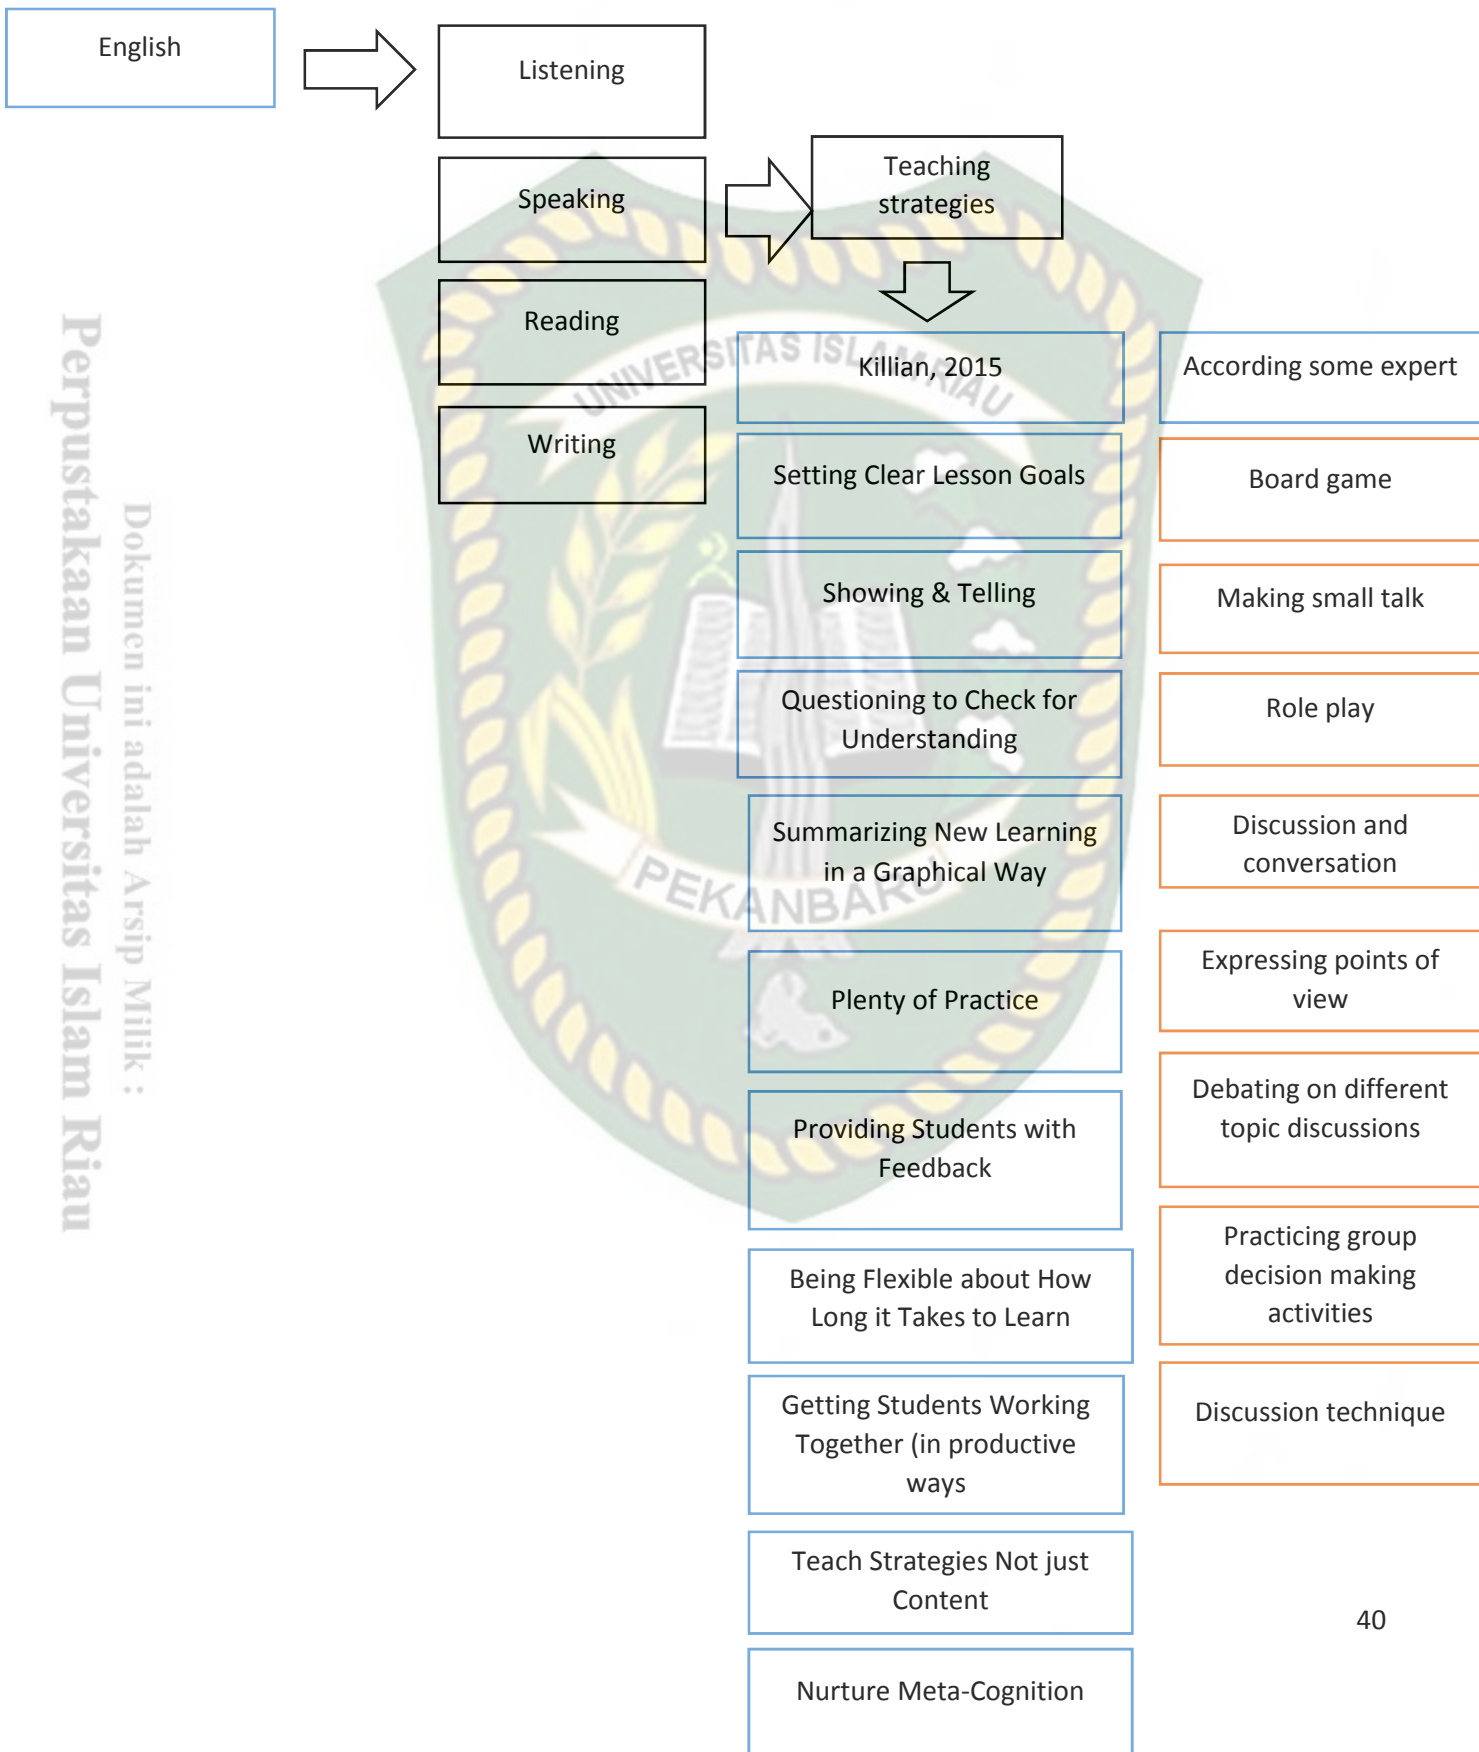 English
Listening
Speaking
Reading
Writing
Teaching
strategies
Killian, 2015
Setting Clear Lesson Goals
Showing & Telling
Questioning to Check for
Understanding
Summarizing New Learning
in a Graphical Way
Plenty of Practice
Providing Students with
Feedback
Being Flexible about How
Long it Takes to Learn
Getting Students Working
Together (in productive
ways
Teach Strategies Not just
Content
Nurture Meta-Cognition
According some expert
Board game
Making small talk
Role play
Discussion and
conversation
Expressing points of
view
Debating on different
topic discussions
Practicing group
decision making
activities
Discussion technique
40
UNIVERSITAS ISLAM RIAU
PEKANBARU
Dokumen ini adalah Arsip Milik :
Perpustakaan Universitas Islam Riau